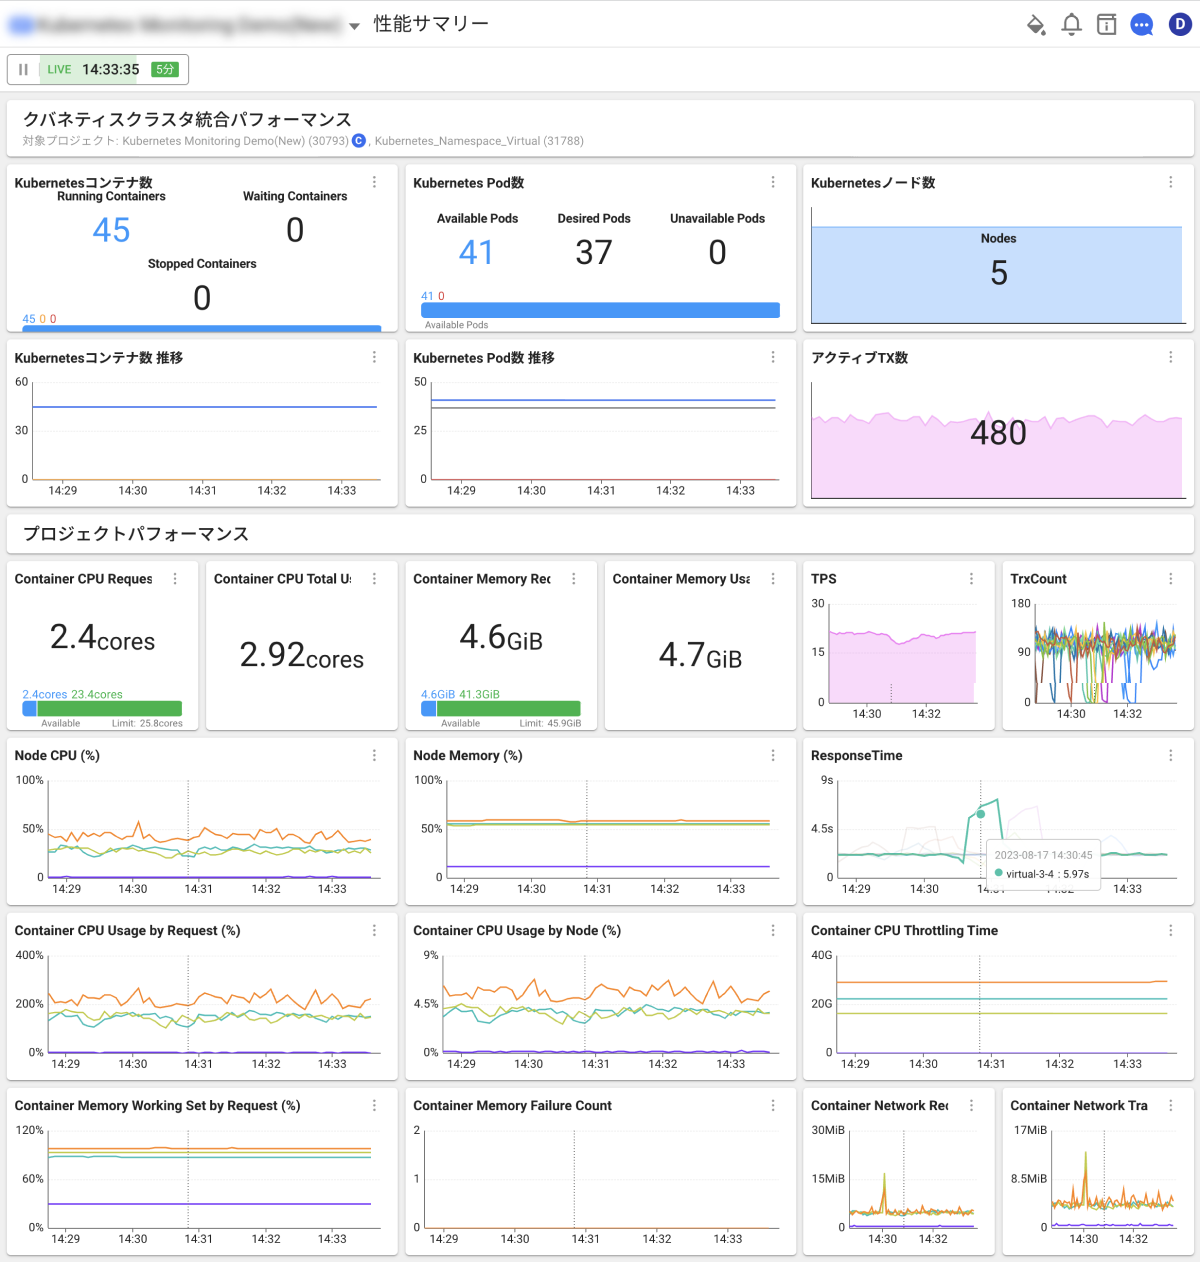 性能サマリー
D
LIVE 14:33:35 5分
クバネティスクラスタ統合パフォーマンス
対象プロジェクト: Kubernetes Monitoring Demo(New) (30793) C , Kubernetes_Namespace_Virtual (31788)
Kubernetesコンテナ数
Running Containers
Waiting Containers
45
0
Stopped Containers
0
45 0 0
Kubernetes Pod数
Available Pods
Desired Pods
Unavailable Pods
41
37
0
41 0
Available Pods
Kubernetesノード数
Nodes
5
Kubernetesコンテナ数 推移
60
30
0
14:29 14:30 14:31 14:32 14:33
Kubernetes Pod数 推移
50
25
0
14:29 14:30 14:31 14:32 14:33
アクティブTX数
480
プロジェクトパフォーマンス
Container CPU Reques
2.4cores
2.4cores 23.4cores
Available Limit: 25.8cores
Container CPU Total U
2.92cores
Container Memory Rec
4.6GiB
4.6GiB 41.3GiB
Available Limit: 45.9GiB
Container Memory Usa
4.7GiB
TPS
30
15
0
14:30 14:32
TrxCount
180
90
0
14:30 14:32
Node CPU (%)
100%
50%
0
14:29 14:30 14:31 14:32 14:33
Node Memory (%)
100%
50%
0
14:29 14:30 14:31 14:32 14:33
ResponseTime
9s
4.5s
0
2023-08-17 14:30:45
virtual-3-4 : 5.97s
14:29 14:30 14:31 14:32 14:33
Container CPU Usage by Request (%)
400%
200%
0%
14:29 14:30 14:31 14:32 14:33
Container CPU Usage by Node (%)
9%
4.5%
0%
14:29 14:30 14:31 14:32 14:33
Container CPU Throttling Time
40G
20G
0
14:29 14:30 14:31 14:32 14:33
Container Memory Working Set by Request (%)
120%
60%
0%
14:29 14:30 14:31 14:32 14:33
Container Memory Failure Count
2
1
0
14:29 14:30 14:31 14:32 14:33
Container Network Rec
30MiB
15MiB
0
14:30 14:32
Container Network Tra
17MiB
8.5MiB
0
14:30 14:32